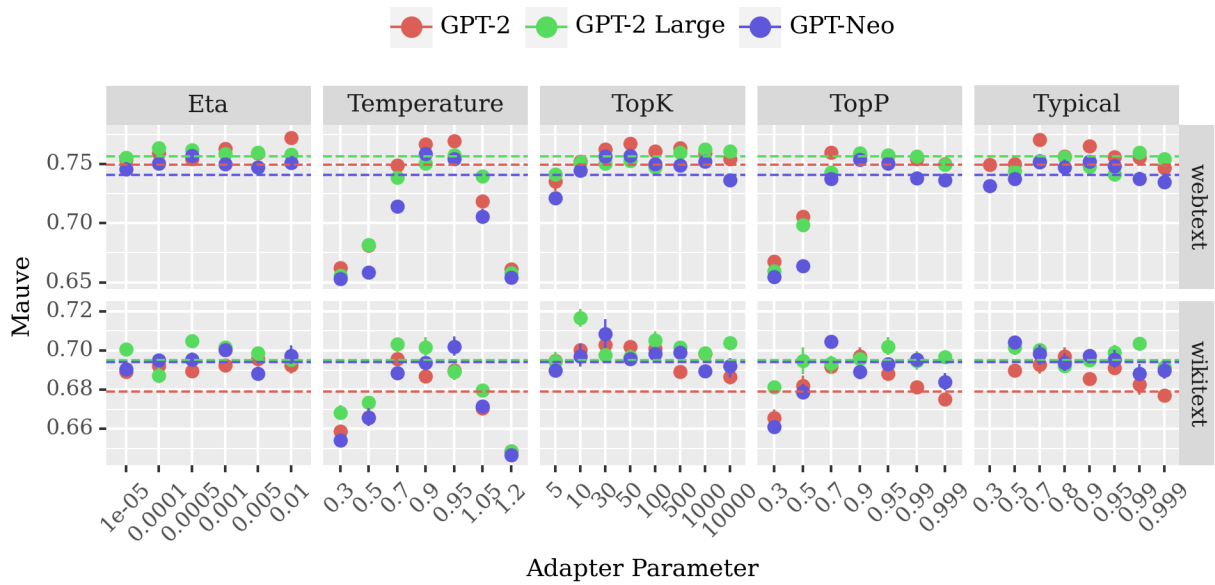 GPT-2 GPT-2 Large GPT-Neo
Eta Temperature TopK TopP Typical
Mauve
0.75
0.70
0.65
webtext
0.72
0.70
0.68
0.66
wikitext
1e-05 0.0001 0.0005 0.001 0.005 0.01 0.3 0.5 0.7 0.9 0.95 1.05 1.2 5 10 30 50 100 500 1000 10000 0.3 0.5 0.7 0.9 0.95 0.99 0.999 0.3 0.5 0.7 0.8 0.9 0.95 0.99 0.999
Adapter Parameter